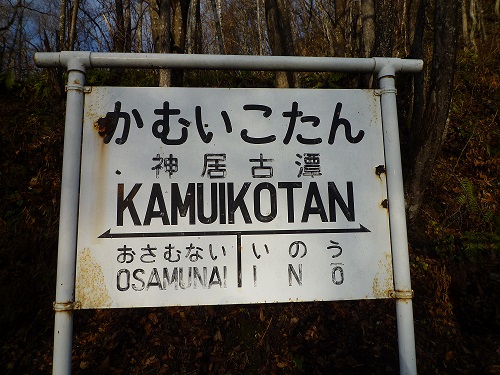 かむいこたん
神居古潭
KAMUIKOTAN
おさむない いのう
OSAMUNAI INŌ